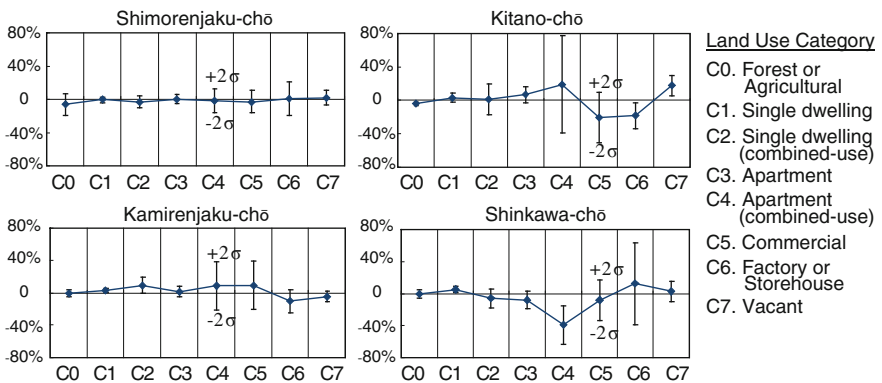 Shimorenjaku-chō
80%
40%
0
-40%
-80%
+2σ
-2σ
C0 C1 C2 C3 C4 C5 C6 C7
Kitano-chō
80%
40%
0
-40%
-80%
+2σ
-2σ
C0 C1 C2 C3 C4 C5 C6 C7
Kamirenjaku-chō
80%
40%
0
-40%
-80%
+2σ
-2σ
C0 C1 C2 C3 C4 C5 C6 C7
Shinkawa-chō
80%
40%
0
-40%
-80%
+2σ
-2σ
C0 C1 C2 C3 C4 C5 C6 C7
Land Use Category
C0. Forest or
Agricultural
C1. Single dwelling
C2. Single dwelling
(combined-use)
C3. Apartment
C4. Apartment
(combined-use)
C5. Commercial
C6. Factory or
Storehouse
C7. Vacant